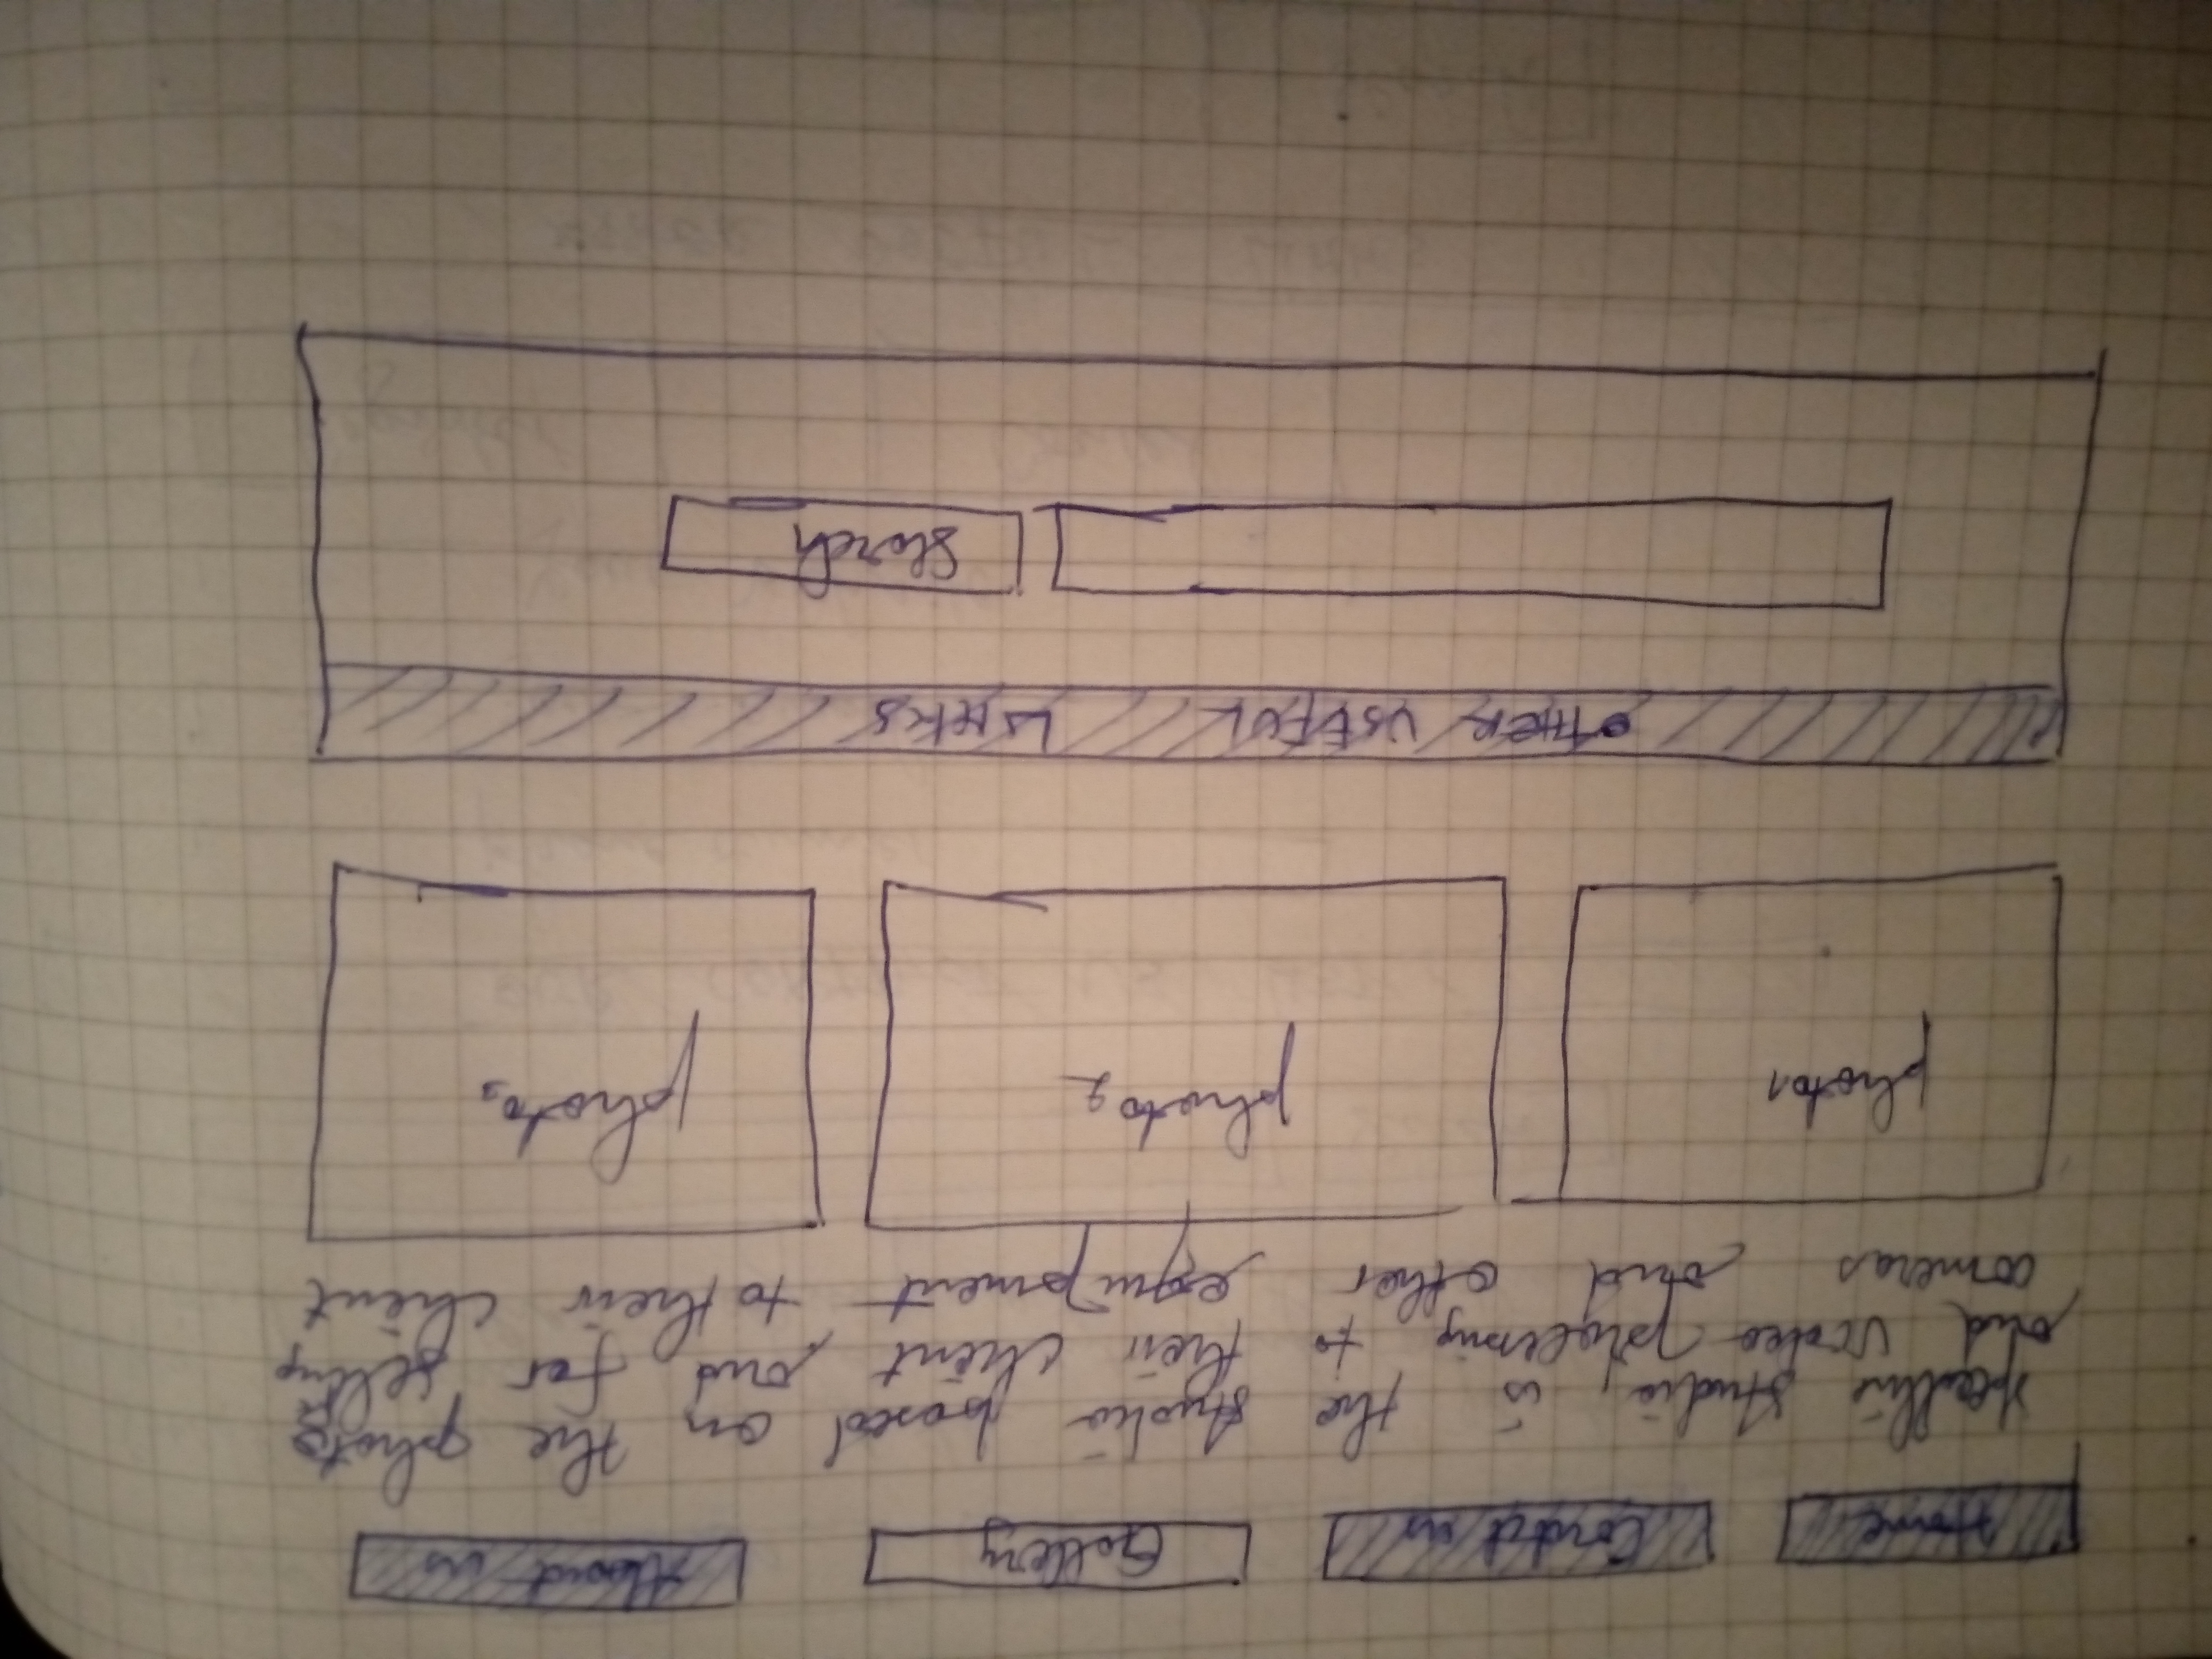 Home Contact us Gallery About us
studio, is the studio based on the photo
and video processing to their client and for selling
cameras and other equipment to their client
photo1 photo2 photo3
OTHER USEFUL LINKS
Search